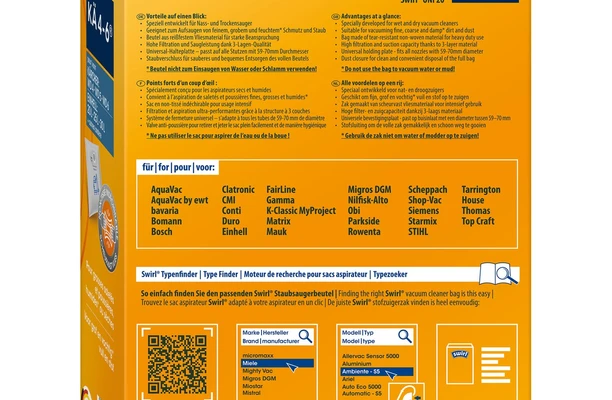 KÄ 4-6
Swirl® UNI 20
Vorteile auf einen Blick:
• Speziell entwickelt für Nass- und Trockensauger
• Geeignet zum Aufsaugen von feinem, grobem und feuchtem* Schmutz und Staub
• Beutel aus reißfestem Vliesmaterial für starke Beanspruchung
• Hohe Filtration und Saugleistung dank 3-Lagen-Qualität
• Universal-Halteplatte – passt auf alle Stutzen mit 59-70mm Durchmesser
• Staubverschluss für sauberes und bequemes Entsorgen des vollen Beutels
* Beutel nicht zum Einsaugen von Wasser oder Schlamm verwenden!
Advantages at a glance:
• Specially developed for wet and dry vacuum cleaners
• Suitable for vacuuming fine, coarse and damp* dirt and dust
• Bag made of tear-resistant non-woven material for heavy duty use
• High filtration and suction capacity thanks to 3-layer material
• Universal holding plate - fits all nozzles with 59-70mm diameter
• Dust closure for clean and convenient disposal of the full bag
* Do not use the bag to vacuum water or mud!
Points forts d'un coup d'œil :
• Spécialement conçu pour les aspirateurs secs et humides
• Convient à l'aspiration de saletés et poussières fines, grosses et humides*
• Sac en non-tissé indéchirable pour usage intensif
• Filtration et aspiration ultra-performantes grâce à la structure à 3 couches
• Système de fermeture universel – s'adapte à tous les tubes de 59-70 mm de diamètre
• Valve anti-poussière pour retirer et jeter le sac plein facilement et de manière hygiénique
* Ne pas utiliser le sac pour aspirer de l'eau ou de la boue !
Alle voordelen op een rij:
• Speciaal ontwikkeld voor nat- en droogzuigers
• Geschikt om fijn, grof en vochtig* vuil en stof op te zuigen
• Zak gemaakt van scheurvast vliesmateriaal voor intensief gebruik
• Hoge filter- en zuigcapaciteit dankzij 3-laags materiaal
• Universele bevestigingsplaat - past op buisstuk met een diameter tussen 59–70 mm
• Stofsluiting om de volle zak gemakkelijk en schoon weg te gooien
* Gebruik de zak niet om water of modder op te zuigen!
für | for | pour | voor:
AquaVac
AquaVac by ewt
bavaria
Bomann
Bosch
Clatronic
CMI
Conti
Duro
Einhell
FairLine
Gamma
K-Classic MyProject
Matrix
Mauk
Migros DGM
Nilfisk-Alto
Obi
Parkside
Rowenta
Scheppach
Shop-Vac
Siemens
Starmix
STIHL
Tarrington
House
Thomas
Top Craft
Swirl® Typenfinder | Type Finder | Moteur de recherche pour sacs aspirateur | Typezoeker
So einfach finden Sie den passenden Swirl® Staubsaugerbeutel | Finding the right Swirl® vacuum cleaner bag is this easy |
Trouvez le sac aspirateur Swirl® adapté à votre aspirateur en un clic | De juiste Swirl® stofzuigerzak vinden is heel eenvoudig:
Marke | Hersteller
Brand | manufacturer
micromaxx
Miele
Mighty Vac
Migros DGM
Miostar
Mistral
Modell | Typ
Model | type
Allervac Sensor 5000
Aluminium
Ambiente - S5
Ariel
Auto Eco 5000
Automatic - S5
swirl